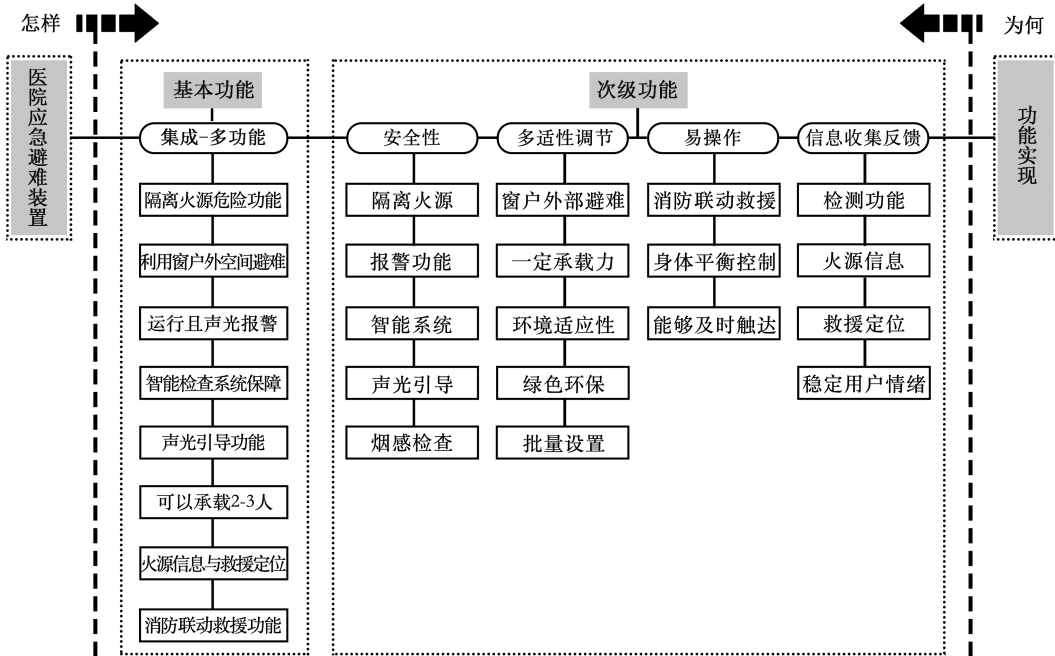 怎样
为何
医院应急避难装置
基本功能
次级功能
功能实现
集成-多功能
安全性
多适性调节
易操作
信息收集反馈
隔离火源危险功能
利用窗户外空间避难
运行且声光报警
智能检查系统保障
声光引导功能
可以承载2-3人
火源信息与救援定位
消防联动救援功能
隔离火源
报警功能
智能系统
声光引导
烟感检查
窗户外部避难
一定承载力
环境适应性
绿色环保
批量设置
消防联动救援
身体平衡控制
能够及时触达
检测功能
火源信息
救援定位
稳定用户情绪